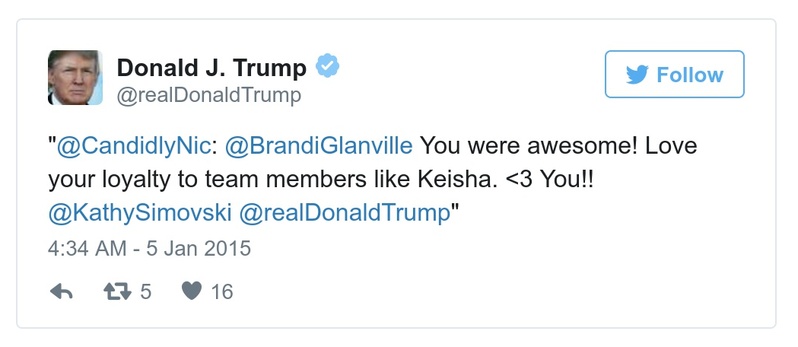 Donald J. Trump
@realDonaldTrump
Follow
"@CandidlyNic: @BrandiGlanville You were awesome! Love
your loyalty to team members like Keisha. <3 You!!
@KathySimovski @realDonaldTrump"
4:34 AM - 5 Jan 2015
5 16